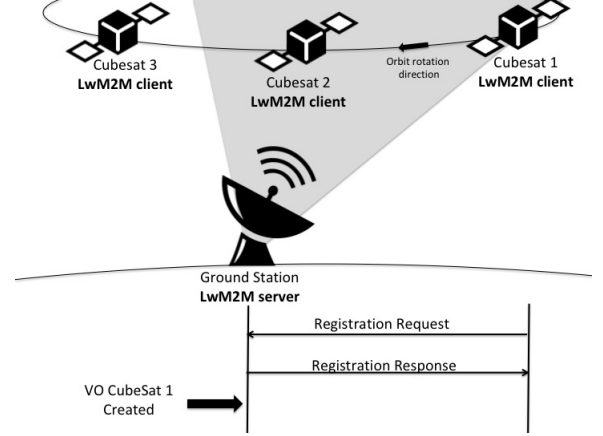 Cubesat 3
LwM2M client
Cubesat 2
LwM2M client
Orbit rotation
direction
Cubesat 1
LwM2M client
Ground Station
LwM2M server
Registration Request
Registration Response
VO CubeSat 1
Created